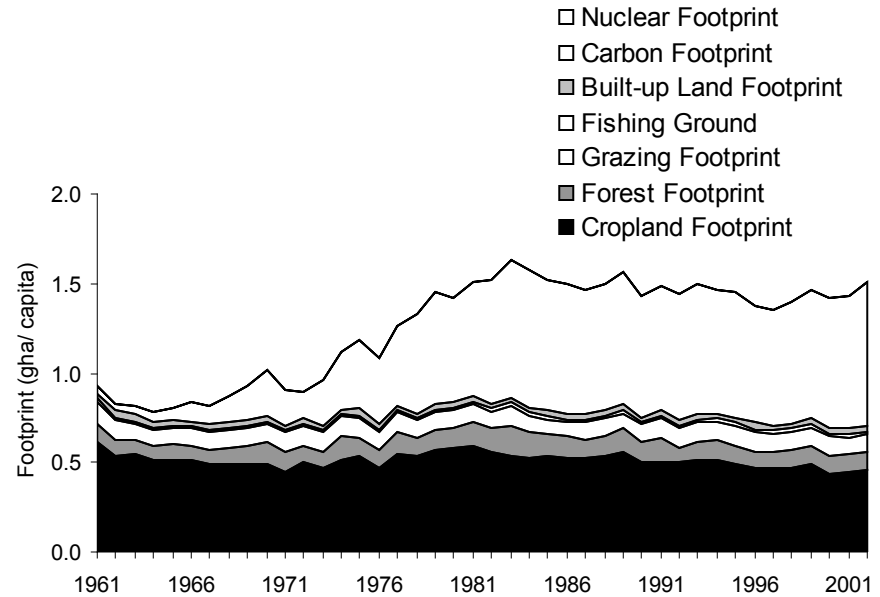 Nuclear Footprint
Carbon Footprint
Built-up Land Footprint
Fishing Ground
Grazing Footprint
Forest Footprint
Cropland Footprint
Footprint (gha/ capita)
2.0
1.5
1.0
0.5
0.0
1961 1966 1971 1976 1981 1986 1991 1996 2001